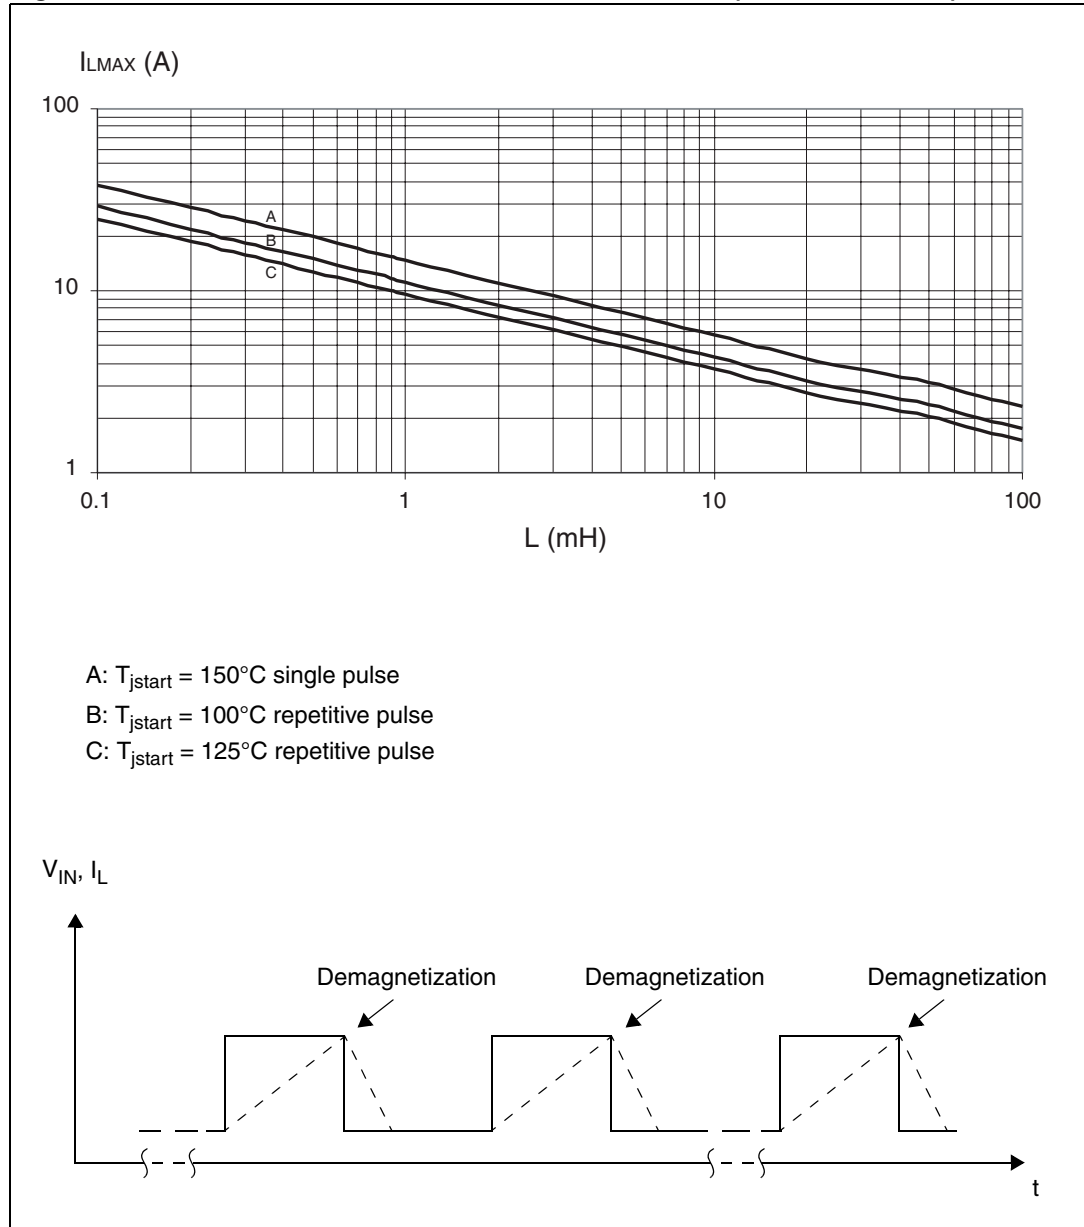 ILMAX (A)
100
A
B
C
10
1
0.1 1 10 100
L (mH)
A: Tjstart = 150°C single pulse
B: Tjstart = 100°C repetitive pulse
C: Tjstart = 125°C repetitive pulse
VIN, IL
Demagnetization Demagnetization Demagnetization
t